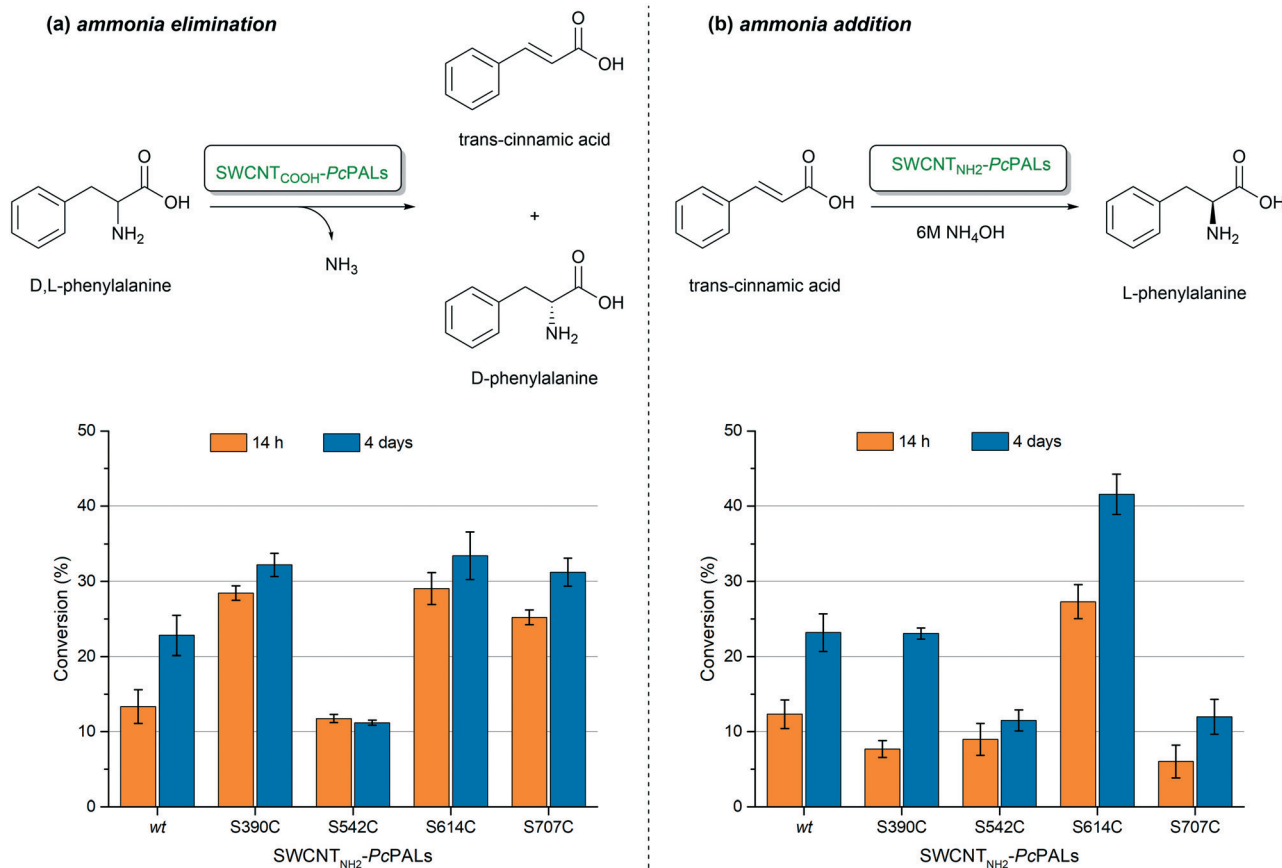 (a) ammonia elimination
O
OH
trans-cinnamic acid
SWCNTCOOH-PcPALs
O
OH
NH2
NH3
D,L-phenylalanine
+
O
OH
NH2
D-phenylalanine
50
40
30
20
10
0
Conversion (%)
14 h
4 days
wt
S390C
S542C
S614C
S707C
SWCNTNH2-PcPALs
(b) ammonia addition
O
OH
trans-cinnamic acid
SWCNTNH2-PcPALs
6M NH4OH
O
OH
NH2
L-phenylalanine
50
40
30
20
10
0
Conversion (%)
14 h
4 days
wt
S390C
S542C
S614C
S707C
SWCNTNH2-PcPALs